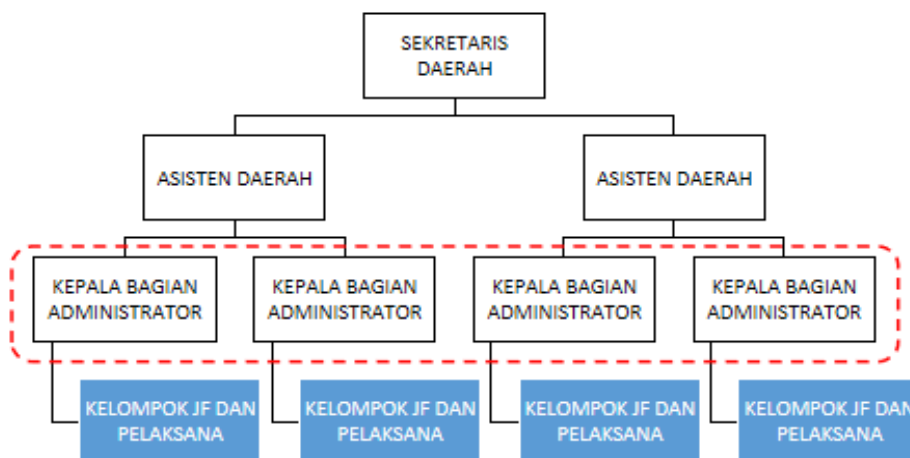 SEKRETARIS
DAERAH
ASISTEN DAERAH
ASISTEN DAERAH
KEPALA BAGIAN
ADMINISTRATOR
KEPALA BAGIAN
ADMINISTRATOR
KEPALA BAGIAN
ADMINISTRATOR
KEPALA BAGIAN
ADMINISTRATOR
KELOMPOK JF DAN
PELAKSANA
KELOMPOK JF DAN
PELAKSANA
KELOMPOK JF DAN
PELAKSANA
KELOMPOK JF DAN
PELAKSANA